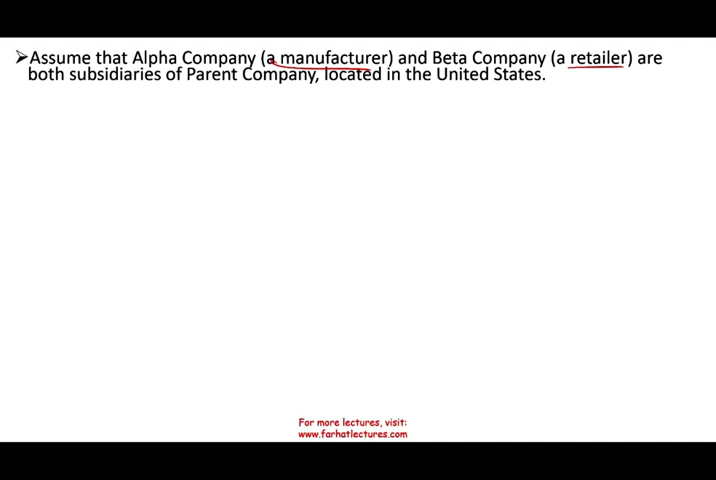 ➢Assume that Alpha Company (a manufacturer) and Beta Company (a retailer) are
both subsidiaries of Parent Company, located in the United States.
For more lectures, visit:
www.farhatlectures.com